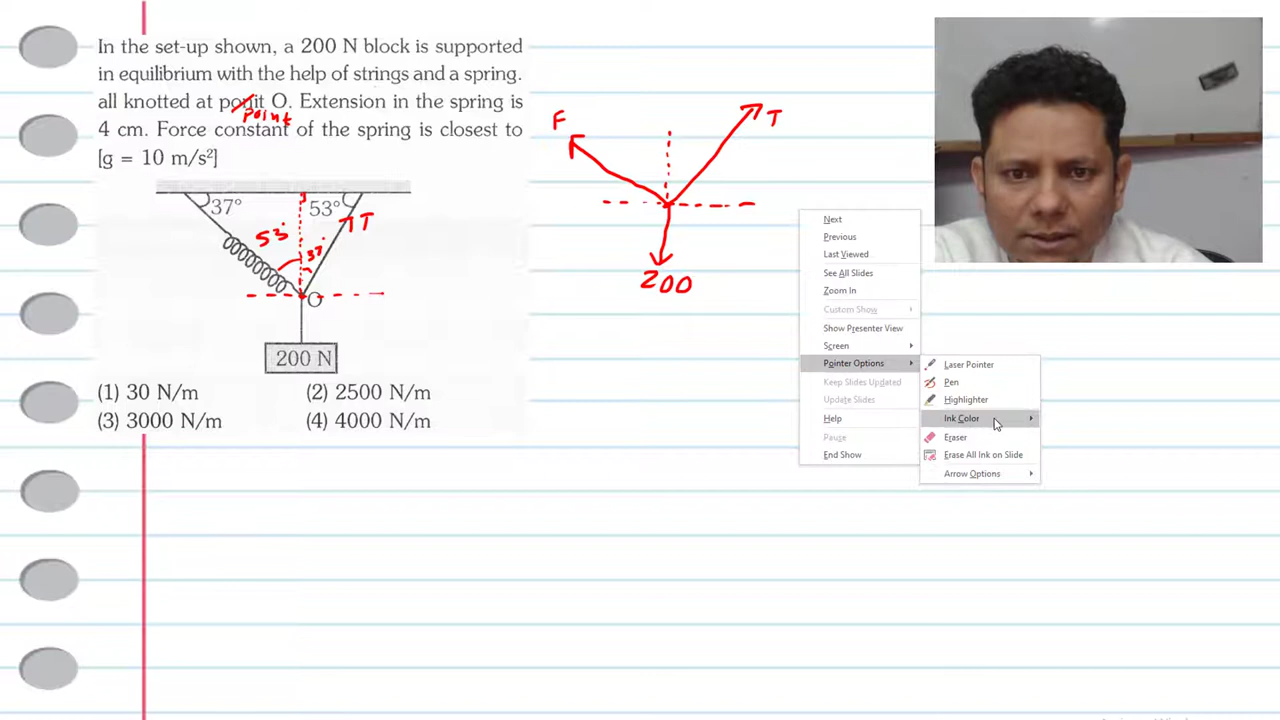 In the set-up shown, a 200 N block is supported
in equilibrium with the help of strings and a spring.
all knotted at ponit O. Extension in the spring is
point
4 cm. Force constant of the spring is closest to
[g = 10 m/s²]
37°
53°
53°
37°
T
O
200 N
(1) 30 N/m
(2) 2500 N/m
(3) 3000 N/m
(4) 4000 N/m
F
T
200
Next
Previous
Last Viewed
See All Slides
Zoom In
Custom Show
Show Presenter View
Screen
Pointer Options
Keep Slides Updated
Update Slides
Help
Pause
End Show
Laser Pointer
Pen
Highlighter
Ink Color
Eraser
Erase All Ink on Slide
Arrow Options